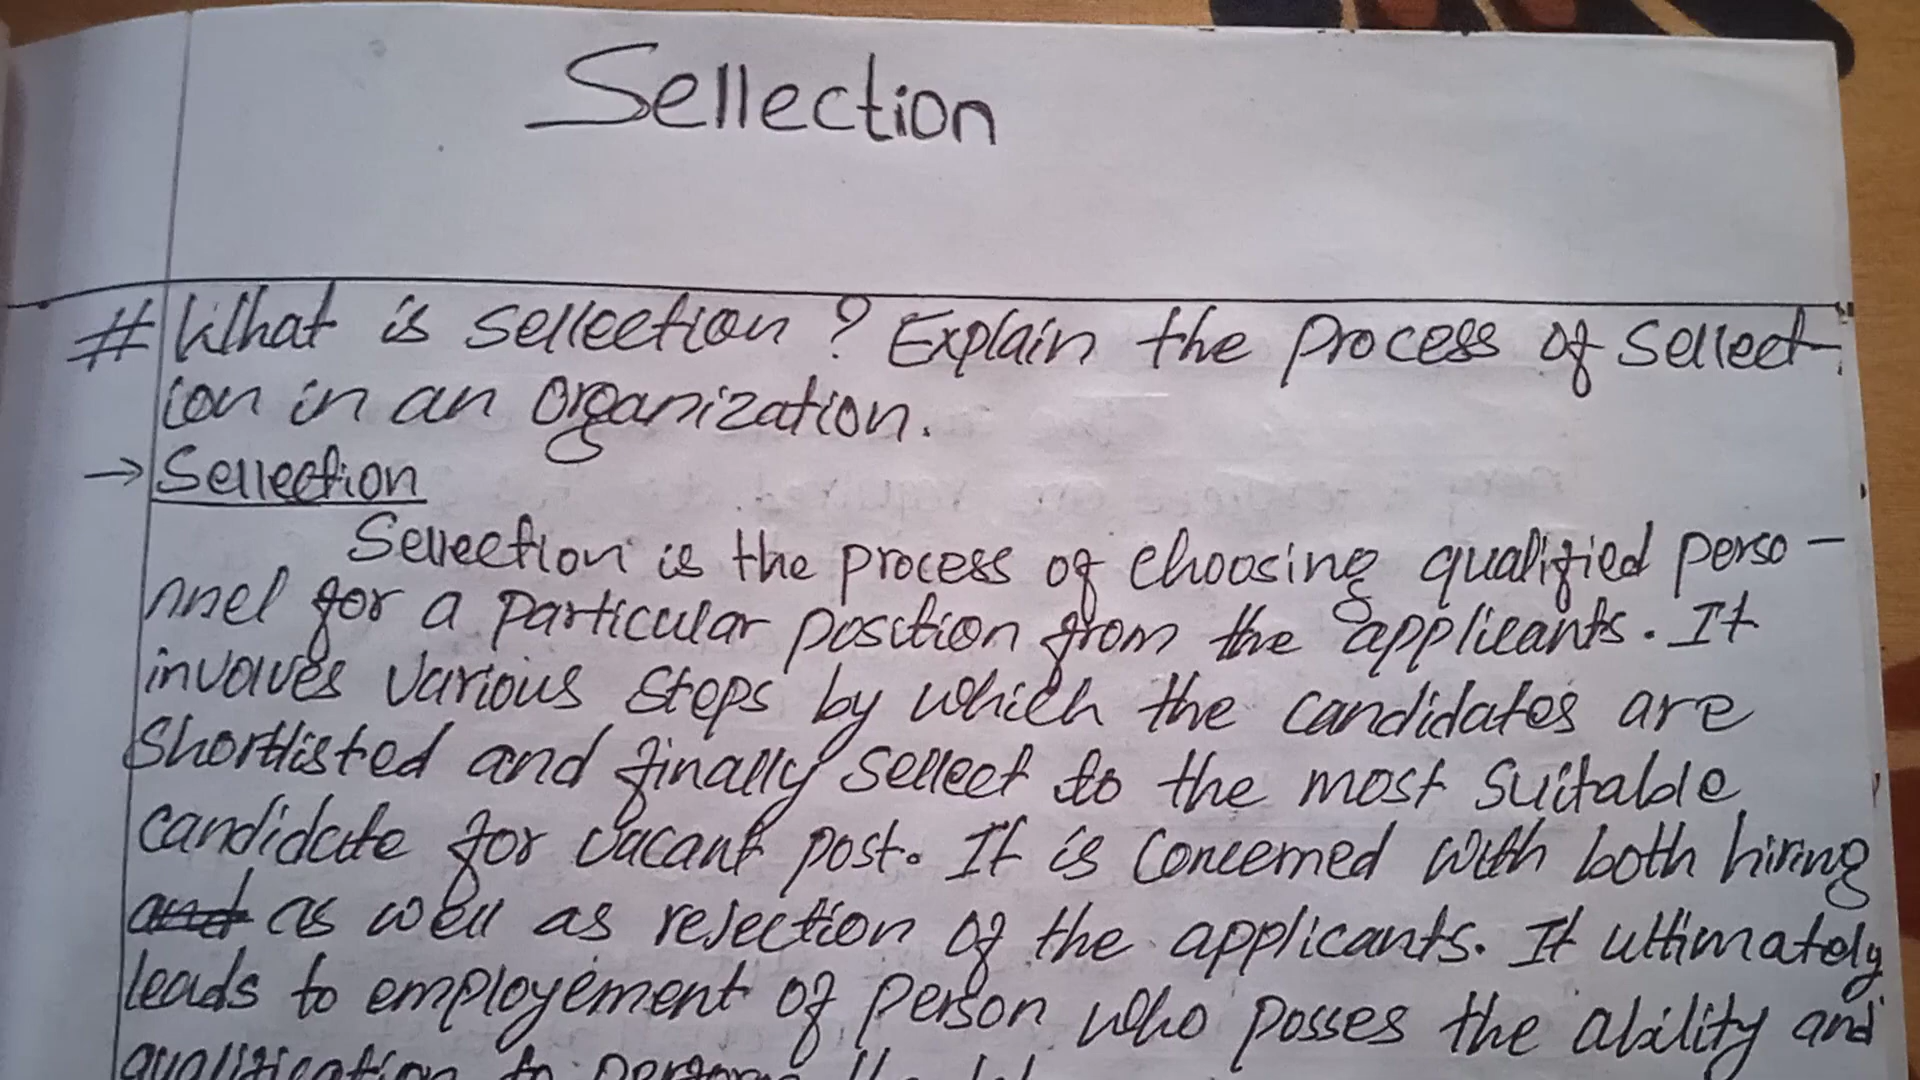 Sellection
# What is sellection ? Explain the process of sellect-
ion in an organization.
→ Sellection
Sellection is the process of choosing qualified perso-
nnel for a particular position from the applicants. It
involves various steps by which the candidates are
shortlisted and finally sellect to the most suitable
candidate for vacant post. It is concerned with both hiring
and as well as rejection of the applicants. It ultimately
leads to employement of person who posses the ability and
qualification to perform the